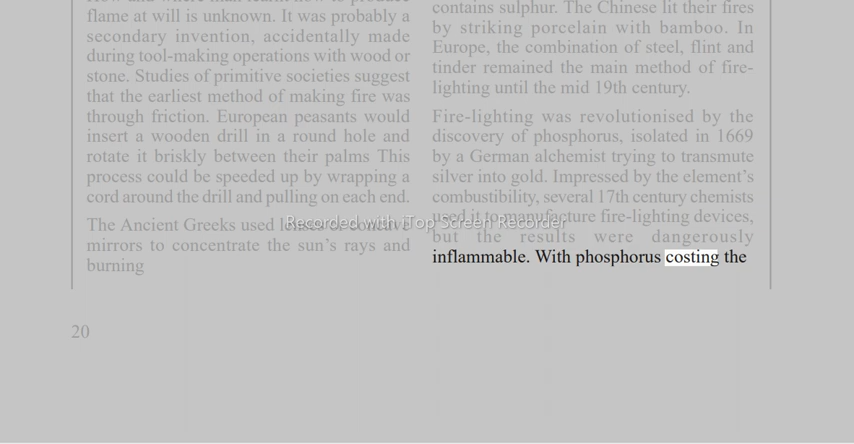 flame at will is unknown. It was probably a
secondary invention, accidentally made
during tool-making operations with wood or
stone. Studies of primitive societies suggest
that the earliest method of making fire was
through friction. European peasants would
insert a wooden drill in a round hole and
rotate it briskly between their palms This
process could be speeded up by wrapping a
cord around the drill and pulling on each end.
The Ancient Greeks used lenses or concave
mirrors to concentrate the sun's rays and
burning
contains sulphur. The Chinese lit their fires
by striking porcelain with bamboo. In
Europe, the combination of steel, flint and
tinder remained the main method of fire-
lighting until the mid 19th century.
Fire-lighting was revolutionised by the
discovery of phosphorus, isolated in 1669
by a German alchemist trying to transmute
silver into gold. Impressed by the element's
combustibility, several 17th century chemists
used it to manufacture fire-lighting devices,
but the results were dangerously
inflammable. With phosphorus costing the
Recorded with iTop Screen Recorder
20